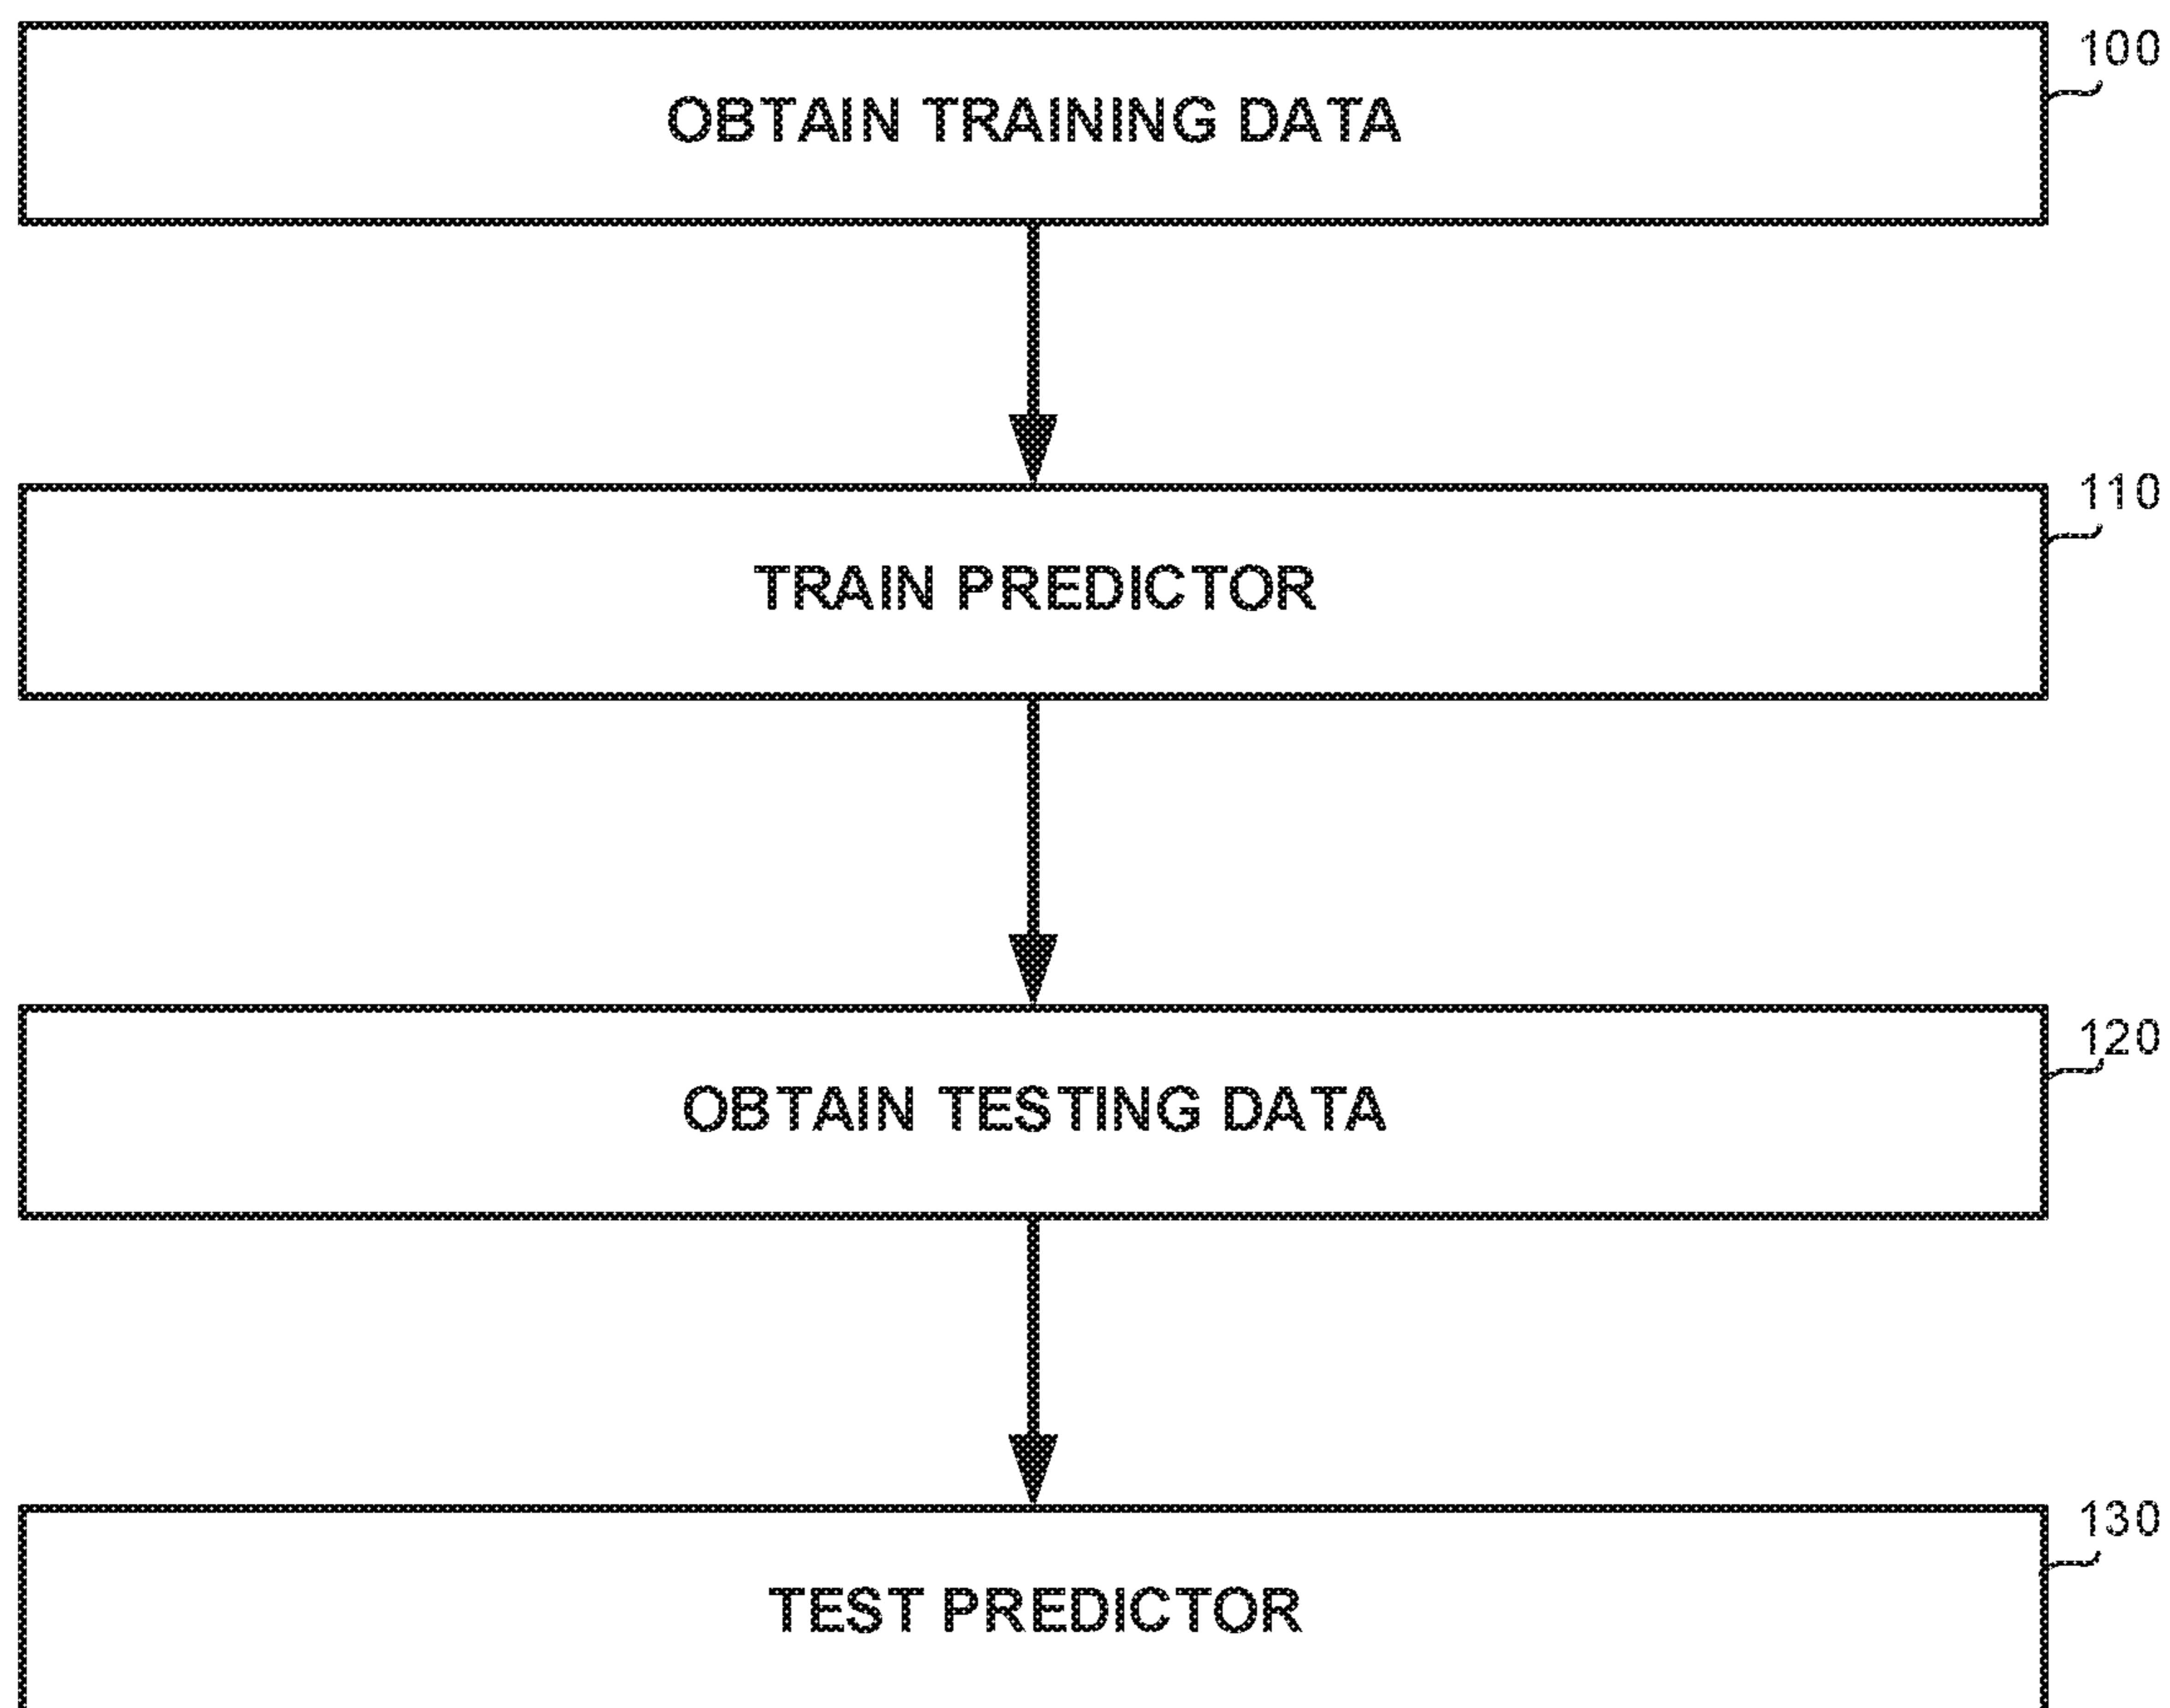 100
OBTAIN TRAINING DATA
110
TRAIN PREDICTOR
120
OBTAIN TESTING DATA
130
TEST PREDICTOR